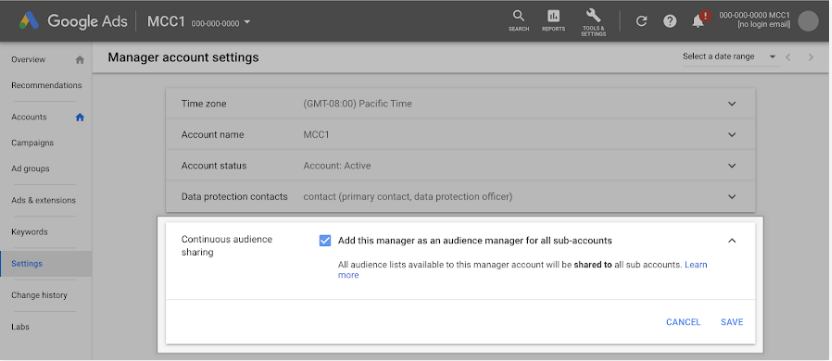 Google Ads MCC1 000-000-0000
SEARCH REPORTS TOOLS & SETTINGS
! 000-000-0000 MCC1
[no login email]
Overview
Recommendations
Accounts
Campaigns
Ad groups
Ads & extensions
Keywords
Settings
Change history
Labs
Manager account settings
Select a date range
Time zone (GMT-08:00) Pacific Time
Account name MCC1
Account status Account: Active
Data protection contacts contact (primary contact, data protection officer)
Continuous audience
sharing
Add this manager as an audience manager for all sub-accounts
All audience lists available to this manager account will be shared to all sub accounts. Learn
more
CANCEL SAVE